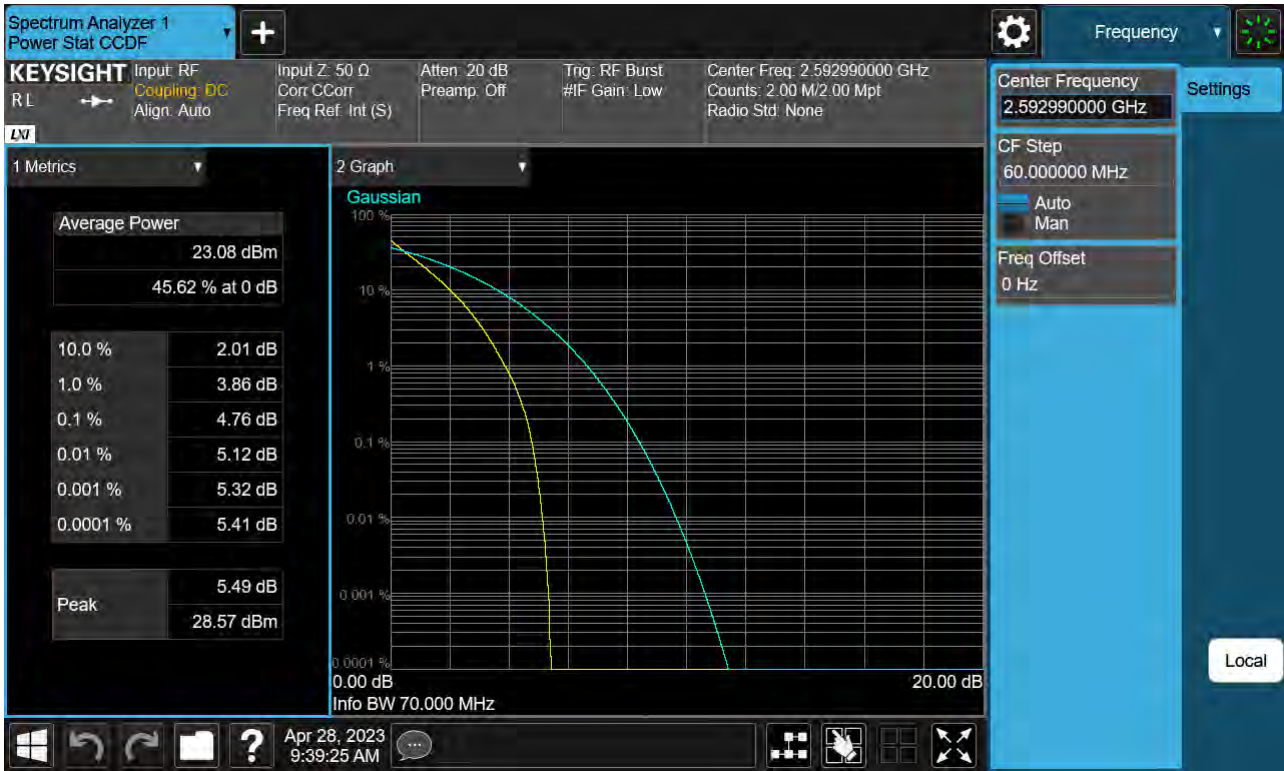 Spectrum Analyzer 1
Power Stat CCDF
Frequency
KEYSIGHT
RL
LXI
Input: RF
Coupling: DC
Align: Auto
Input Z: 50 Ω
Corr CCorr
Freq Ref: Int (S)
Atten: 20 dB
Preamp: Off
Trig: RF Burst
#IF Gain: Low
Center Freq: 2.592990000 GHz
Counts: 2.00 M/2.00 Mpt
Radio Std: None
Center Frequency
2.592990000 GHz
Settings
CF Step
60.000000 MHz
Auto
Man
Freq Offset
0 Hz
Local
1 Metrics
Average Power
23.08 dBm
45.62 % at 0 dB
10.0 % 2.01 dB
1.0 % 3.86 dB
0.1 % 4.76 dB
0.01 % 5.12 dB
0.001 % 5.32 dB
0.0001 % 5.41 dB
Peak
5.49 dB
28.57 dBm
2 Graph
Gaussian
100 %
10 %
1 %
0.1 %
0.01 %
0.001 %
0.0001 %
0.00 dB 20.00 dB
Info BW 70.000 MHz
?
Apr 28, 2023
9:39:25 AM